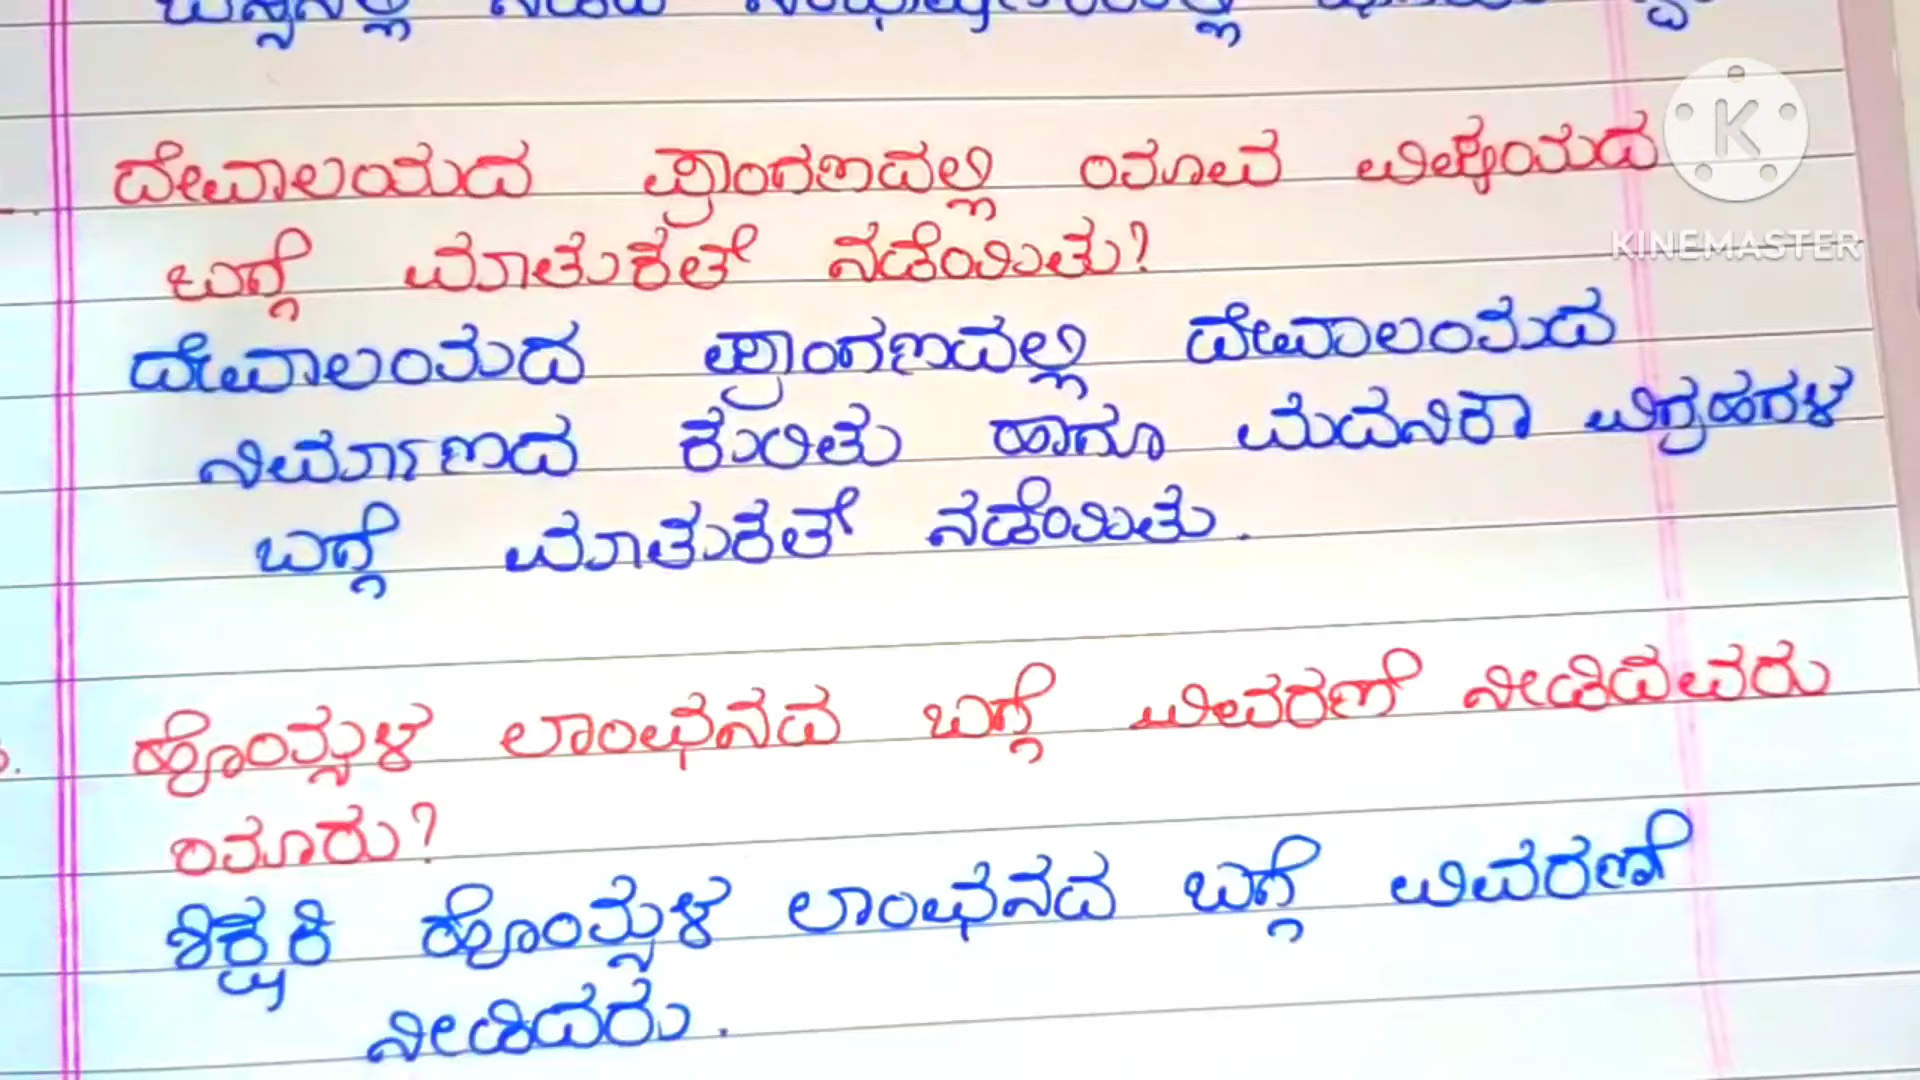 ದೇವಾಲಯದ ಪ್ರಾಂಗಣದಲ್ಲಿ ಯಾವ ವಿಷಯದ
ಬಗ್ಗೆ ಮಾತುಕತೆ ನಡೆಯಿತು?
ದೇವಾಲಯದ ಪ್ರಾಂಗಣದಲ್ಲಿ ದೇವಾಲಯದ
ನಿರ್ಮಾಣದ ಕುರಿತು ಹಾಗೂ ಮದನಿಕಾ ವಿಗ್ರಹಗಳ
ಬಗ್ಗೆ ಮಾತುಕತೆ ನಡೆಯಿತು.
ಹೊಯ್ಸಳ ಲಾಂಛನದ ಬಗ್ಗೆ ವಿವರಣೆ ನೀಡಿದವರು
ಯಾರು?
ಶಿಕ್ಷಕಿ ಹೊಯ್ಸಳ ಲಾಂಛನದ ಬಗ್ಗೆ ವಿವರಣೆ
ನೀಡಿದರು.
K
KINEMASTER